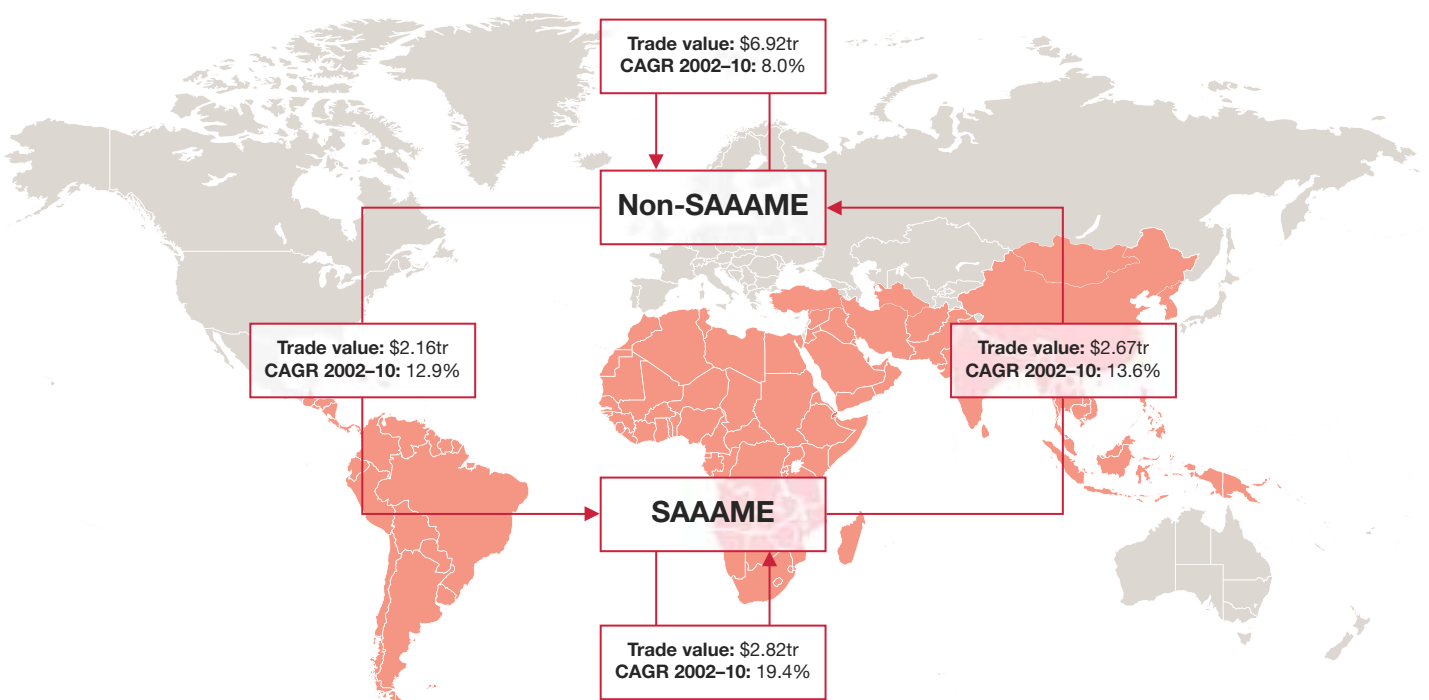 Trade value: $6.92tr
CAGR 2002–10: 8.0%
Non-SAAAME
Trade value: $2.16tr
CAGR 2002–10: 12.9%
Trade value: $2.67tr
CAGR 2002–10: 13.6%
SAAAME
Trade value: $2.82tr
CAGR 2002–10: 19.4%